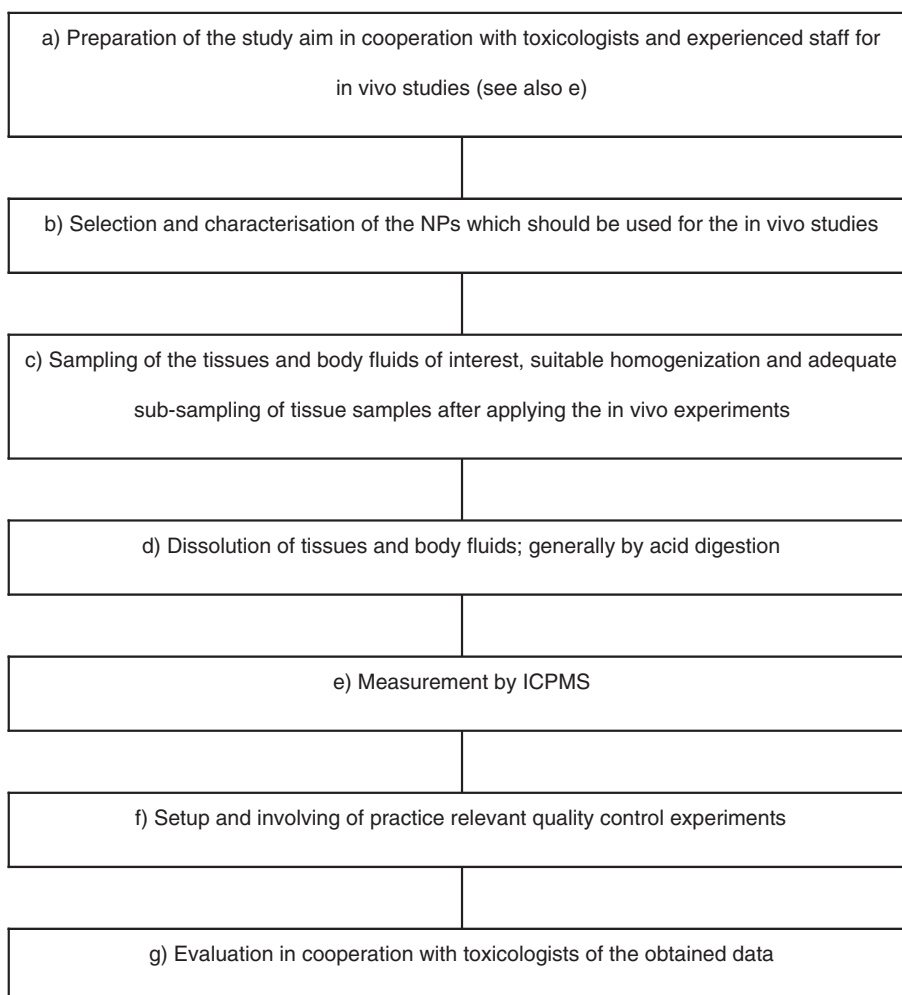 a) Preparation of the study aim in cooperation with toxicologists and experienced staff for
in vivo studies (see also e)
b) Selection and characterisation of the NPs which should be used for the in vivo studies
c) Sampling of the tissues and body fluids of interest, suitable homogenization and adequate
sub-sampling of tissue samples after applying the in vivo experiments
d) Dissolution of tissues and body fluids; generally by acid digestion
e) Measurement by ICPMS
f) Setup and involving of practice relevant quality control experiments
g) Evaluation in cooperation with toxicologists of the obtained data